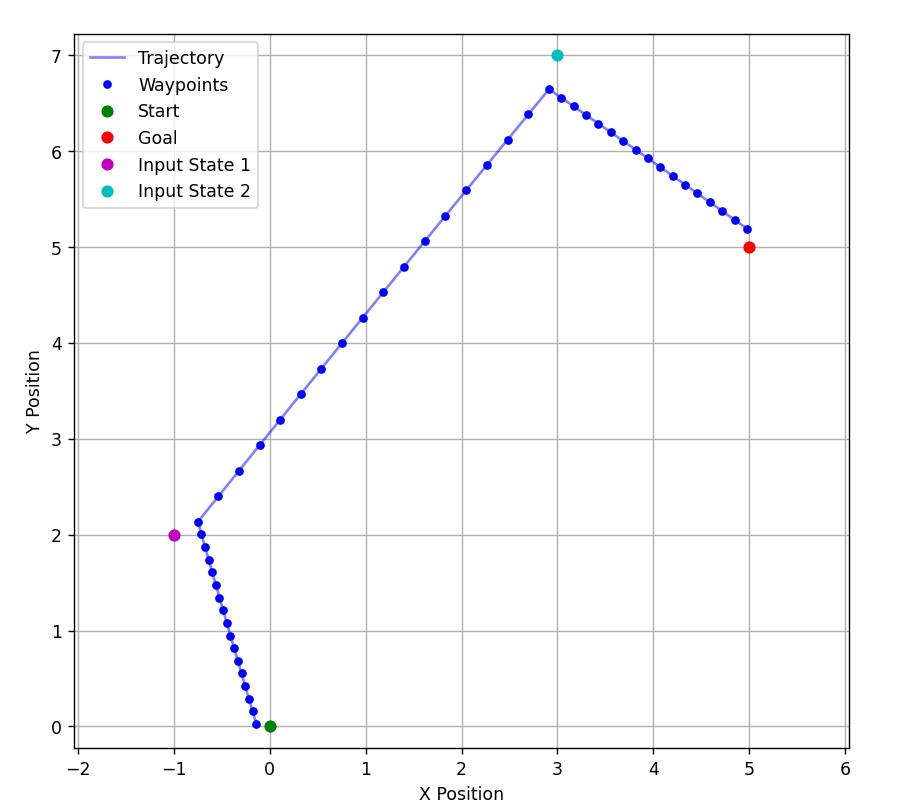 Trajectory
Waypoints
Start
Goal
Input State 1
Input State 2
7
6
5
4
3
2
1
0
Y Position
−2 −1 0 1 2 3 4 5 6
X Position